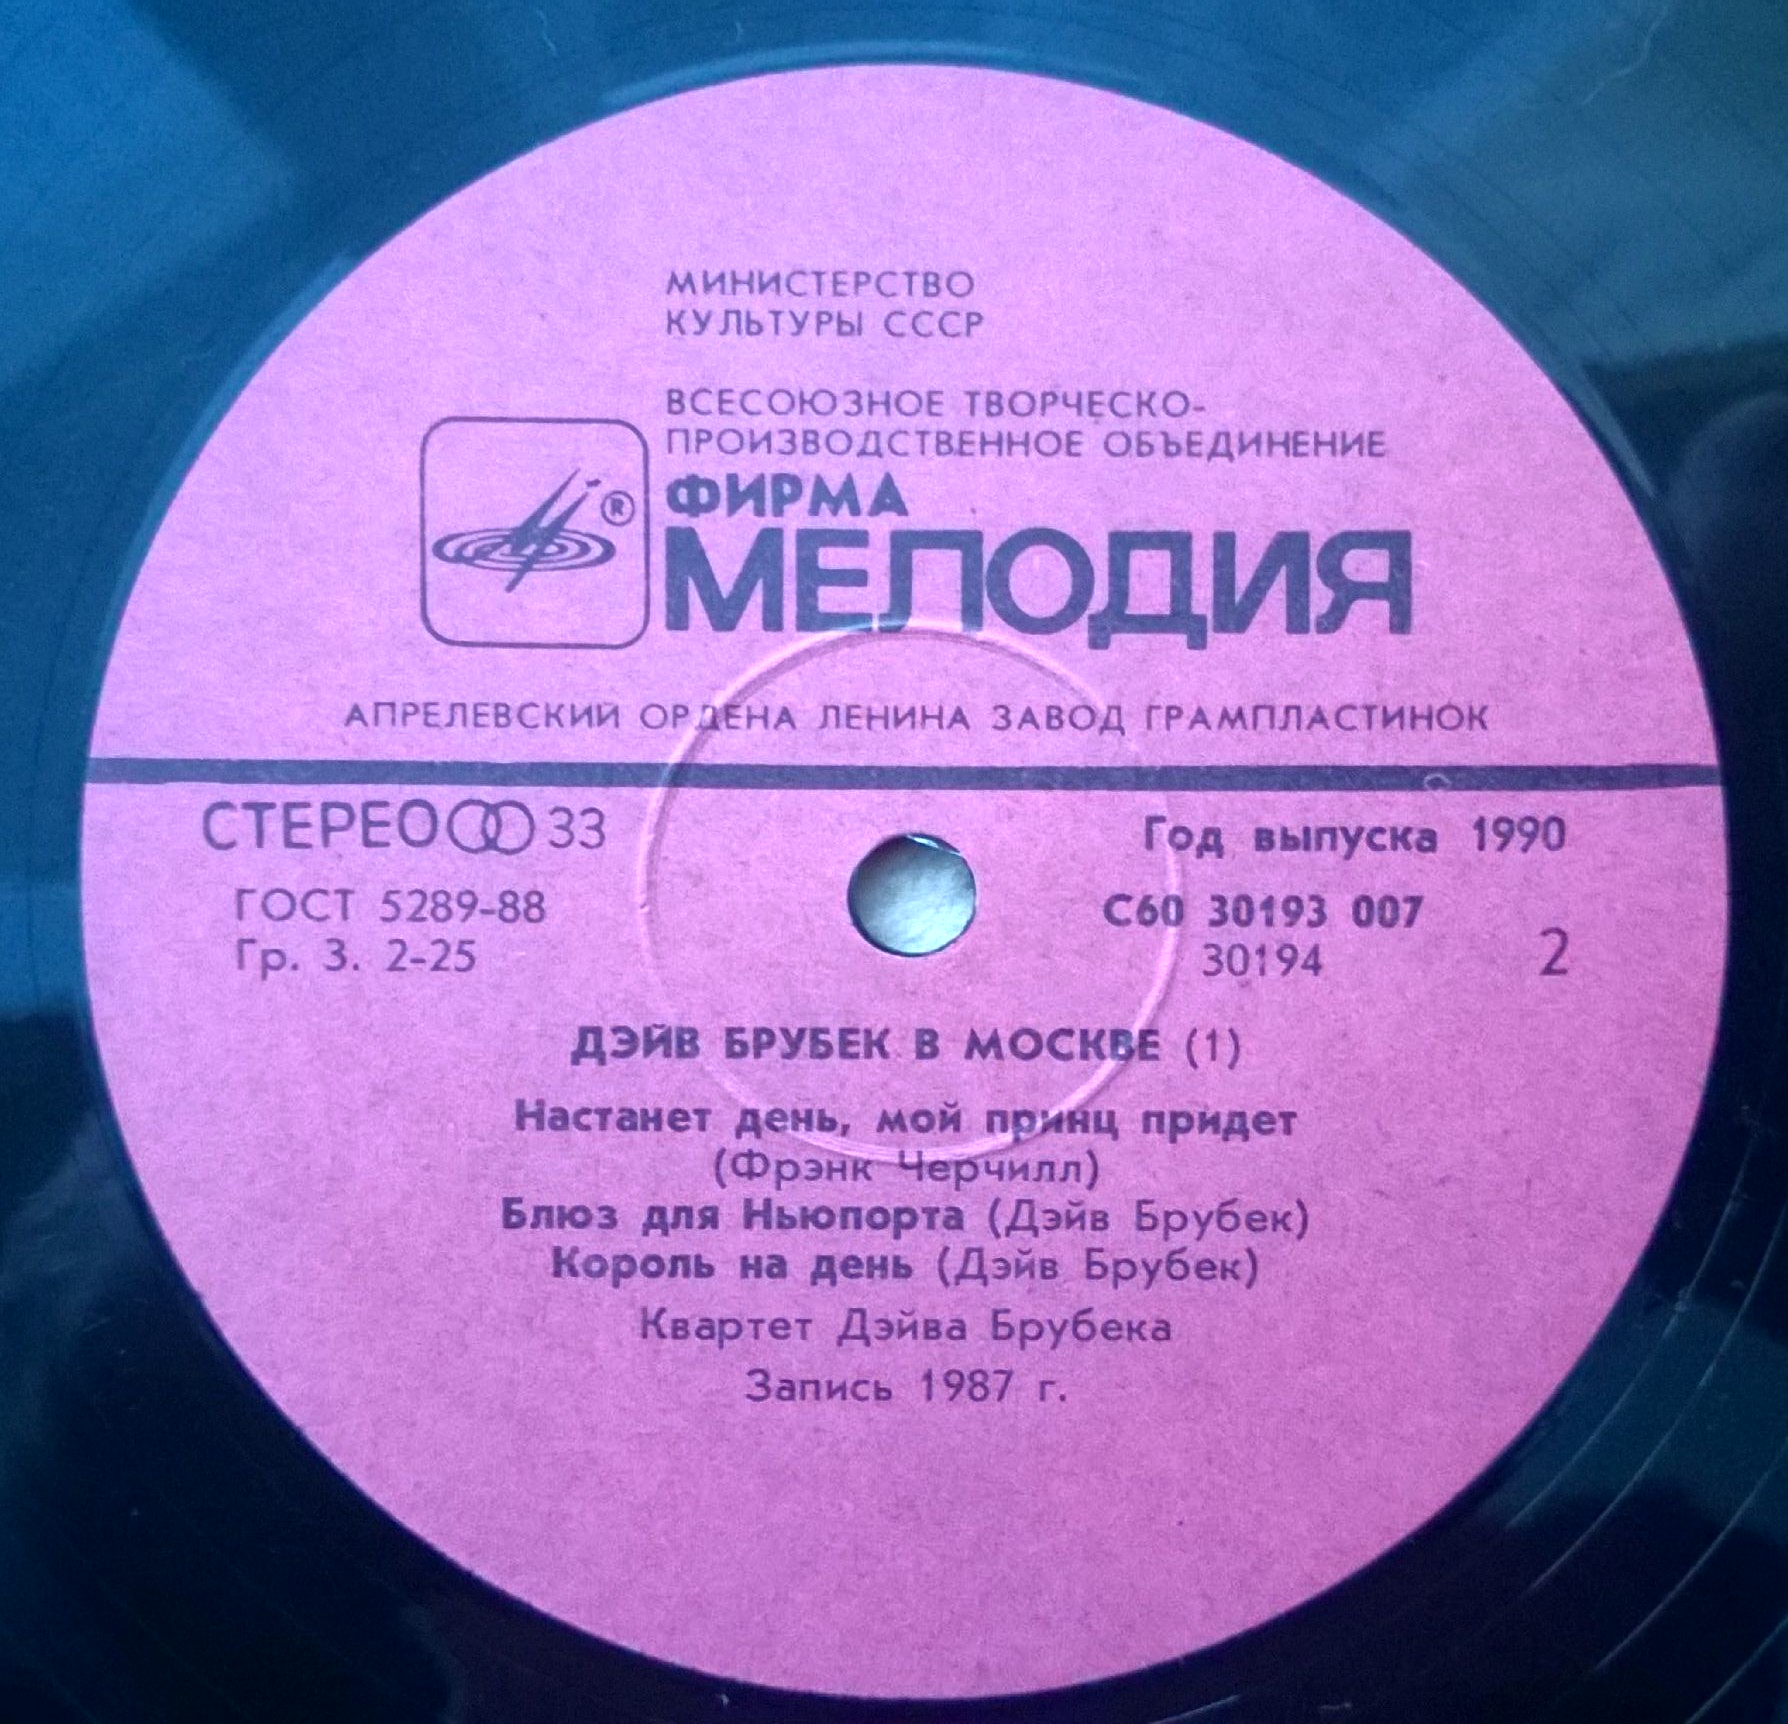 МИНИСТЕРСТВО
КУЛЬТУРЫ СССР
ВСЕСОЮЗНОЕ ТВОРЧЕСКО-
ПРОИЗВОДСТВЕННОЕ ОБЪЕДИНЕНИЕ
®
ФИРМА
МЕЛОДИЯ
АПРЕЛЕВСКИЙ ОРДЕНА ЛЕНИНА ЗАВОД ГРАМПЛАСТИНОК
СТЕРЕО 33
Год выпуска 1990
ГОСТ 5289-88
Гр. 3. 2-25
С60 30193 007
30194
2
ДЭЙВ БРУБЕК В МОСКВЕ (1)
Настанет день, мой принц придет
(Фрэнк Черчилл)
Блюз для Ньюпорта (Дэйв Брубек)
Король на день (Дэйв Брубек)
Квартет Дэйва Брубека
Запись 1987 г.